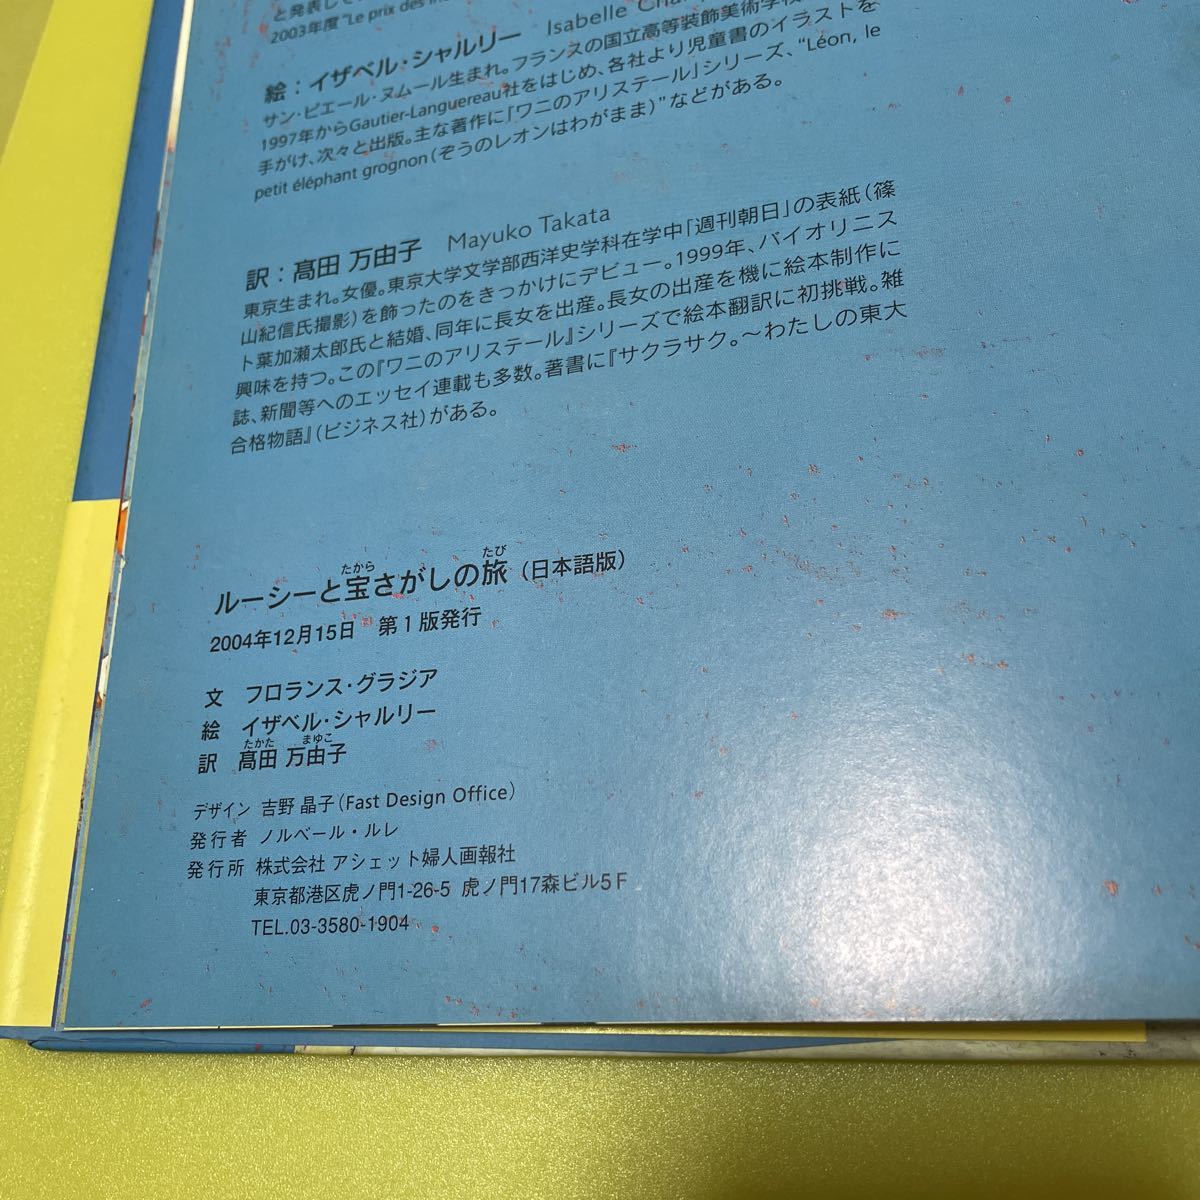 と発表して
2003年度 "Le prix des in
絵：イザベル・シャルリー Isabelle Cha
サン・ピエール・ヌムール生まれ。フランスの国立高等装飾美術学校
1997年からGautier-Languereau社をはじめ、各社より児童書のイラストを
手がけ、次々と出版。主な著作に「ワニのアリステール」シリーズ、"Léon, le
petit éléphant grognon（ぞうのレオンはわがまま）"などがある。
訳：髙田 万由子 Mayuko Takata
東京生まれ。女優。東京大学文学部西洋史学科在学中「週刊朝日」の表紙（篠
山紀信氏撮影）を飾ったのをきっかけにデビュー。1999年、バイオリニス
ト葉加瀬太郎氏と結婚、同年に長女を出産。長女の出産を機に絵本制作に
興味を持つ。この『ワニのアリステール』シリーズで絵本翻訳に初挑戦。雑
誌、新聞等へのエッセイ連載も多数。著書に『サクラサク。〜わたしの東大
合格物語』（ビジネス社）がある。
たから たび
ルーシーと宝さがしの旅（日本語版）
2004年12月15日 第1版発行
文 フロランス・グラジア
絵 イザベル・シャルリー
たかた まゆこ
訳 髙田 万由子
デザイン 吉野 晶子（Fast Design Office）
発行者 ノルベール・ルレ
発行所 株式会社 アシェット婦人画報社
東京都港区虎ノ門1-26-5 虎ノ門17森ビル5F
TEL.03-3580-1904